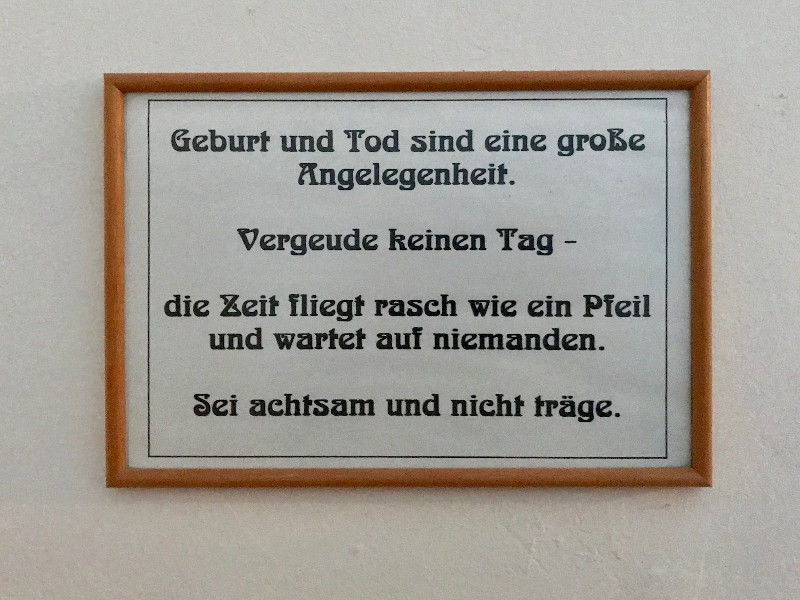 Geburt und Tod sind eine große
Angelegenheit.
Vergeude keinen Tag -
die Zeit fliegt rasch wie ein Pfeil
und wartet auf niemanden.
Sei achtsam und nicht träge.